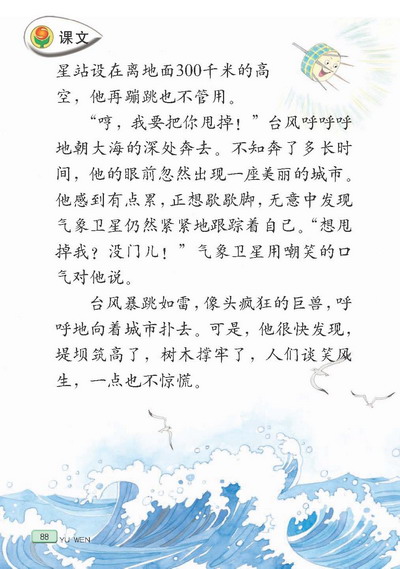 课文
星站设在离地面300千米的高
空，他再蹦跳也不管用。
“哼，我要把你甩掉！”台风呼呼呼
地朝大海的深处奔去。不知奔了多长时
间，他的眼前忽然出现一座美丽的城市。
他感到有点累，正想歇歇脚，无意中发现
气象卫星仍然紧紧地跟踪着自己。“想甩
掉我？没门儿！”气象卫星用嘲笑的口
气对他说。
台风暴跳如雷，像头疯狂的巨兽，呼
呼地向着城市扑去。可是，他很快发现，
堤坝筑高了，树木撑牢了，人们谈笑风
生，一点也不惊慌。
88
YU WEN